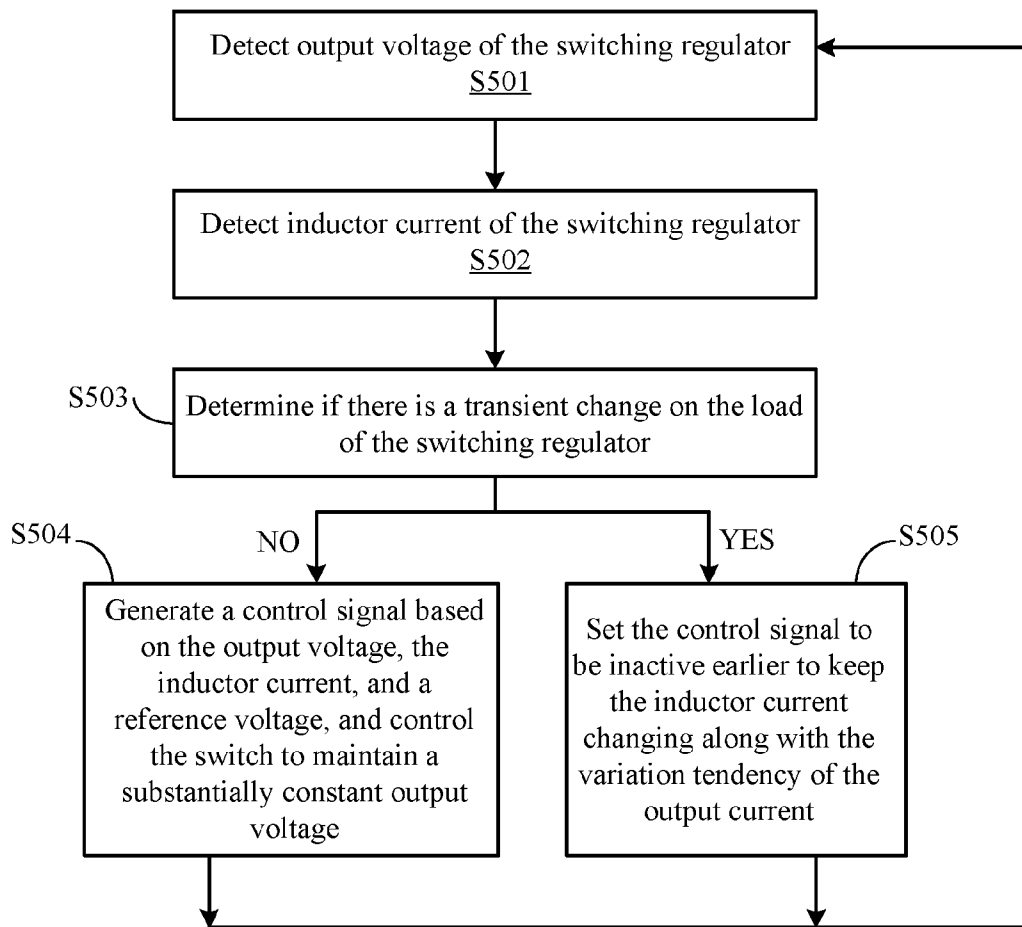 Detect output voltage of the switching regulator
S501
Detect inductor current of the switching regulator
S502
S503
Determine if there is a transient change on the load
of the switching regulator
S504
NO
YES
S505
Generate a control signal based
on the output voltage, the
inductor current, and a
reference voltage, and control
the switch to maintain a
substantially constant output
voltage
Set the control signal to
be inactive earlier to keep
the inductor current
changing along with the
variation tendency of the
output current